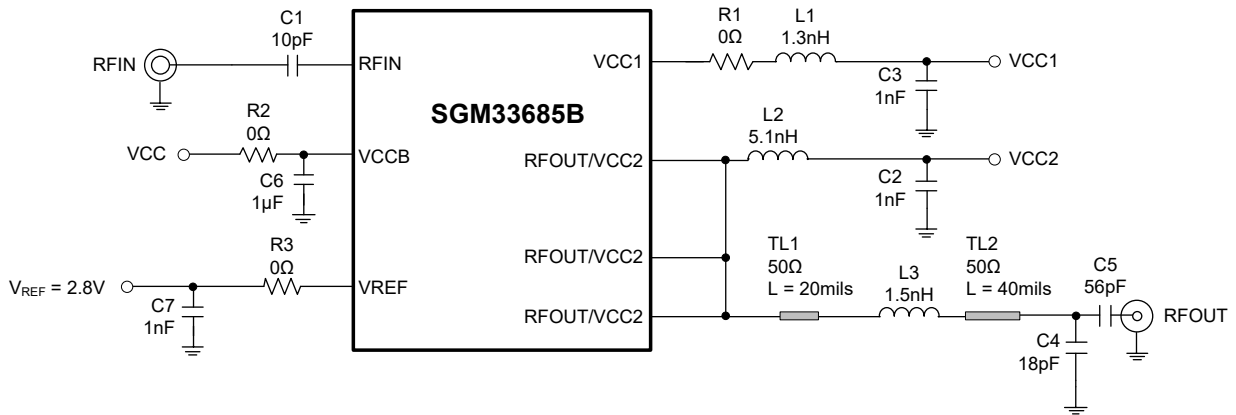 C1
10pF
RFIN
RFIN
R2
0Ω
VCC
VCCB
C6
1µF
R3
0Ω
V_REF = 2.8V
VREF
C7
1nF
SGM33685B
VCC1
R1
0Ω
L1
1.3nH
VCC1
C3
1nF
L2
5.1nH
RFOUT/VCC2
VCC2
C2
1nF
RFOUT/VCC2
TL1
50Ω
L = 20mils
L3
1.5nH
TL2
50Ω
L = 40mils
C5
56pF
RFOUT/VCC2
RFOUT
C4
18pF